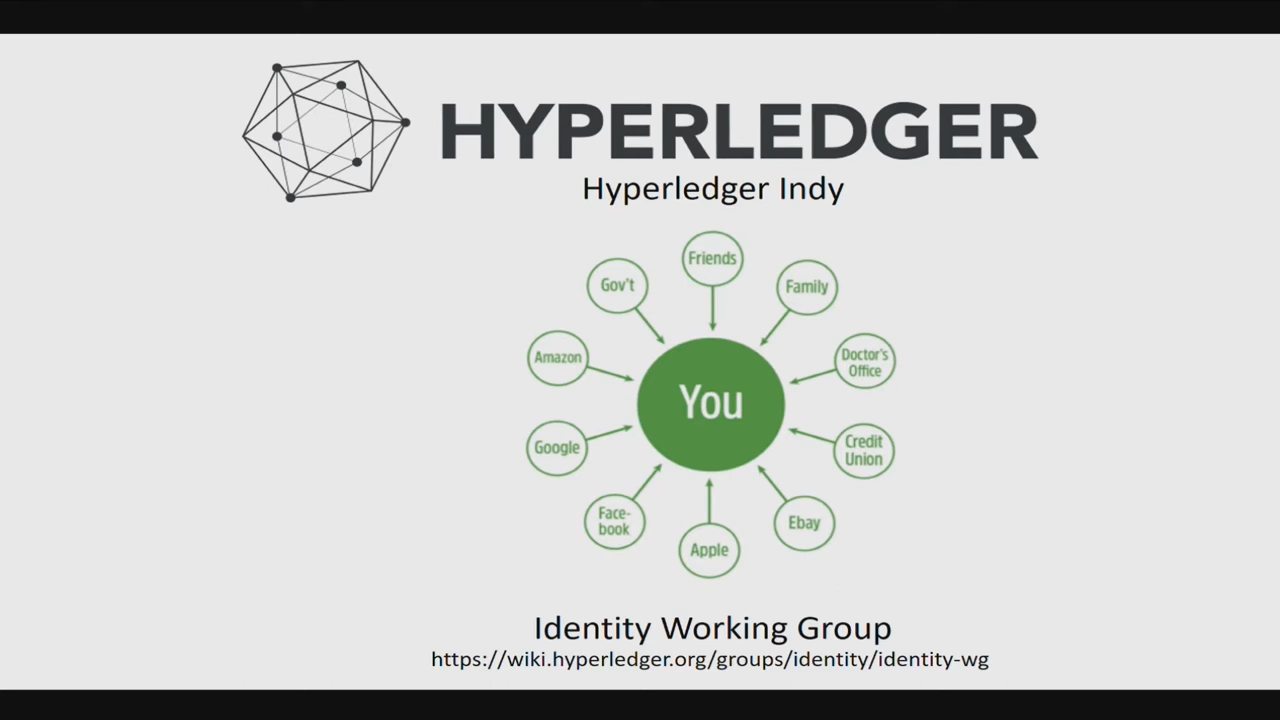 HYPERLEDGER
Hyperledger Indy
Friends
Gov't
Family
Amazon
Doctor's
Office
You
Google
Credit
Union
Face-
book
Ebay
Apple
Identity Working Group
https://wiki.hyperledger.org/groups/identity/identity-wg